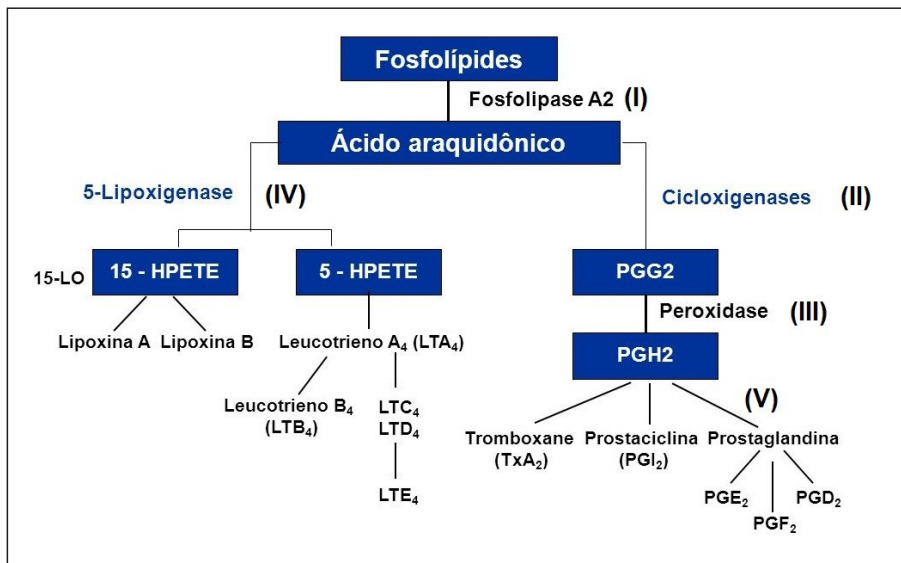 Fosfolípides
Fosfolipase A2 (I)
Ácido araquidônico
5-Lipoxigenase (IV)
Cicloxigenases (II)
15-LO
15 - HPETE
5 - HPETE
PGG2
Peroxidase (III)
Lipoxina A Lipoxina B
Leucotrieno A₄ (LTA₄)
PGH2
Leucotrieno B₄
(LTB₄)
LTC₄
LTD₄
LTE₄
(V)
Tromboxane
(TxA₂)
Prostaciclina
(PGI₂)
Prostaglandina
PGE₂
PGF₂
PGD₂